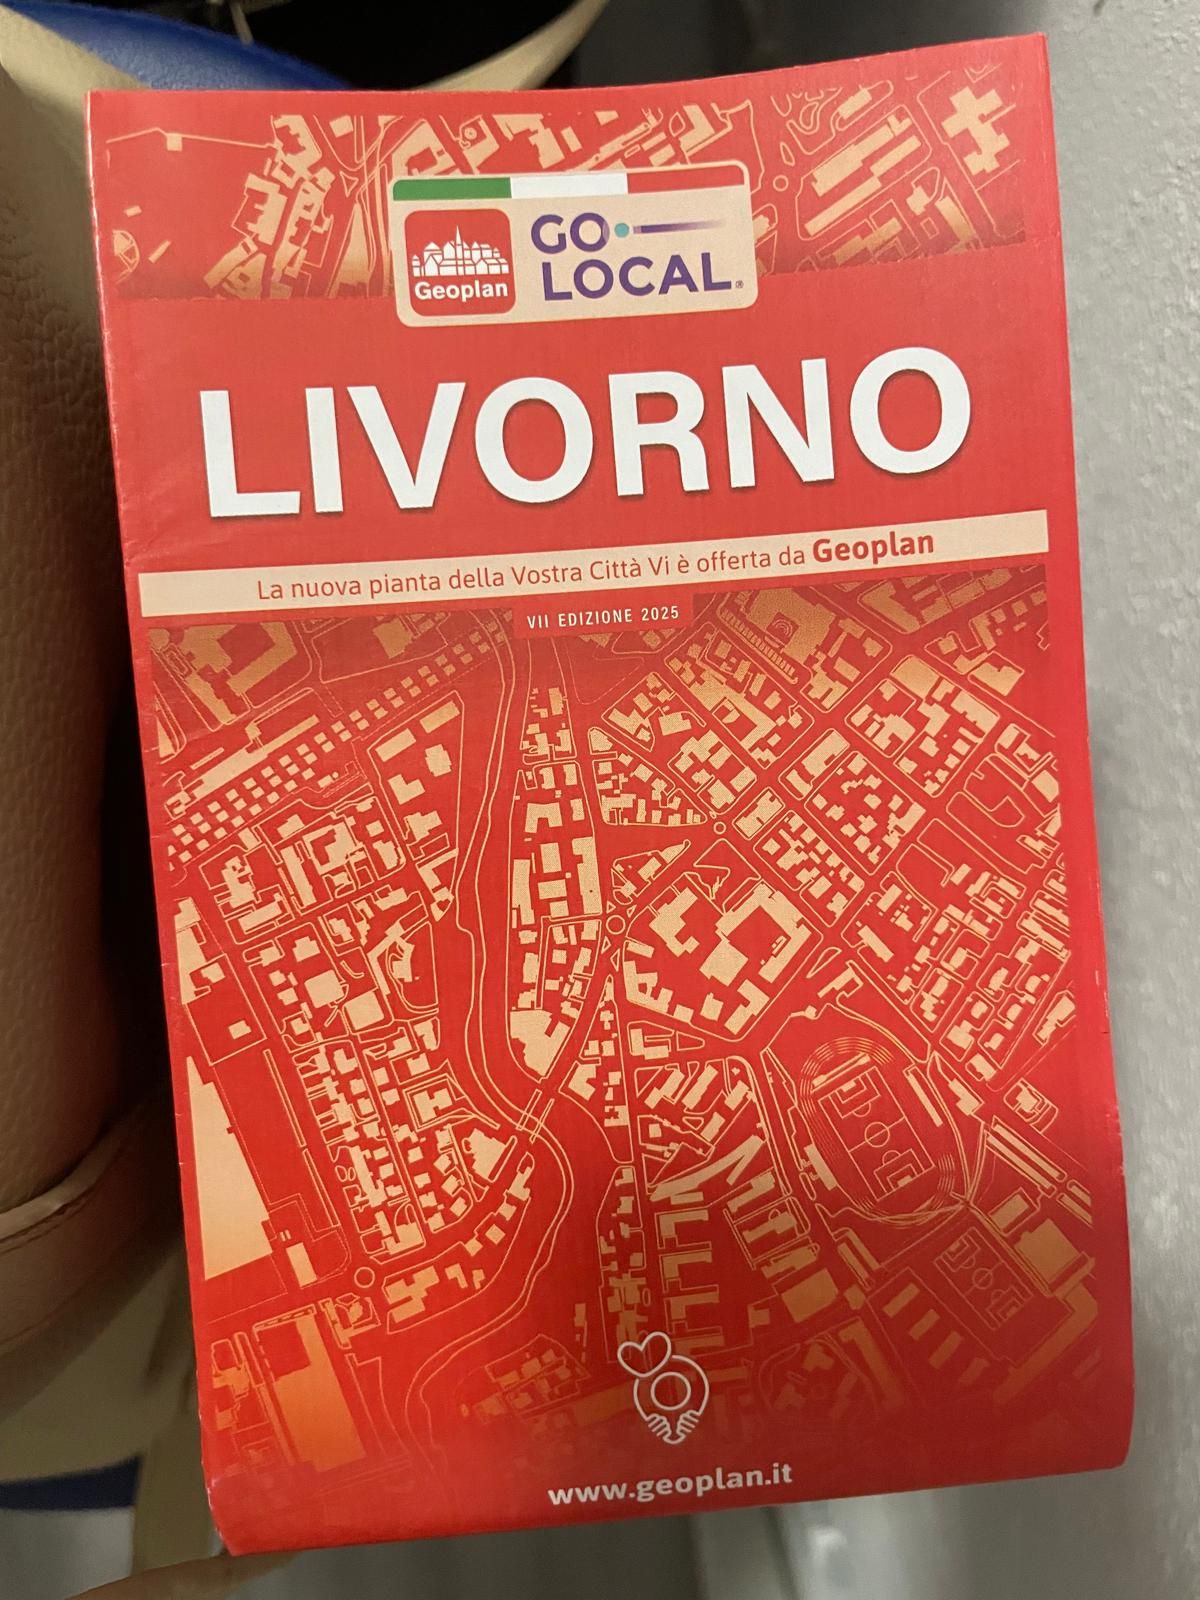 Geoplan
GO
LOCAL®
LIVORNO
La nuova pianta della Vostra Città Vi è offerta da Geoplan
VII EDIZIONE 2025
www.geoplan.it